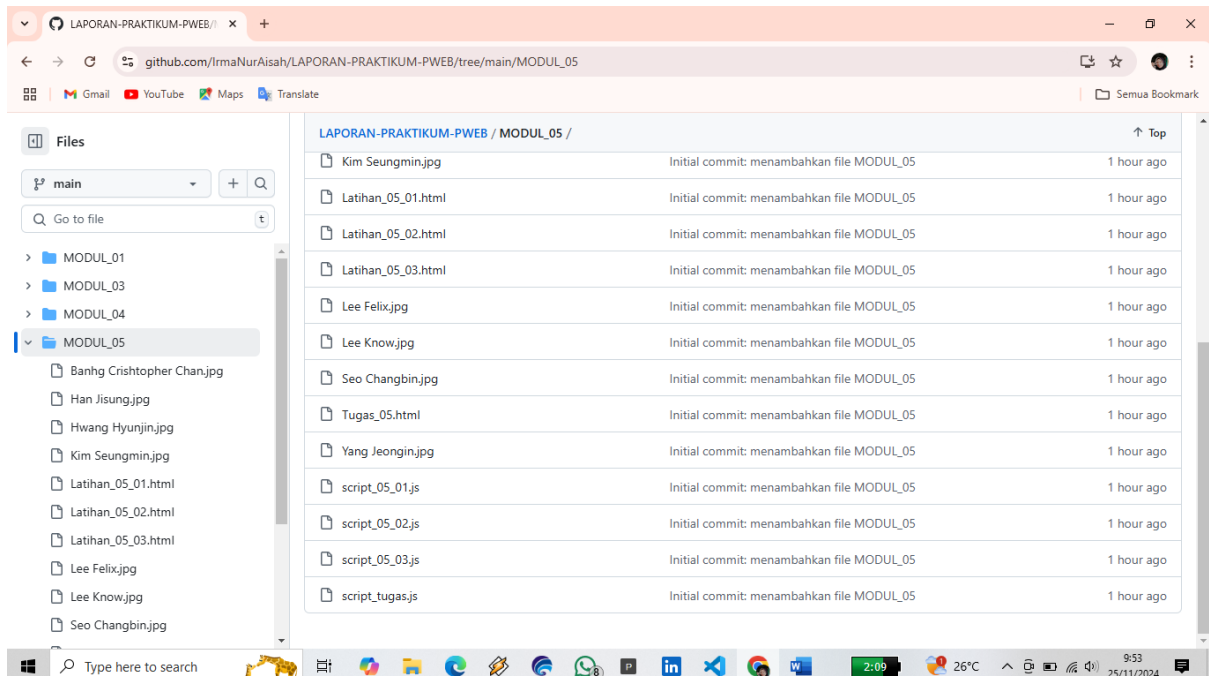 LAPORAN-PRAKTIKUM-PWEB/
github.com/IrmaNurAisah/LAPORAN-PRAKTIKUM-PWEB/tree/main/MODUL_05
Gmail YouTube Maps Translate Semua Bookmark
Files
main
Go to file t
MODUL_01
MODUL_03
MODUL_04
MODUL_05
Banhg Crishtopher Chan.jpg
Han Jisung.jpg
Hwang Hyunjin.jpg
Kim Seungmin.jpg
Latihan_05_01.html
Latihan_05_02.html
Latihan_05_03.html
Lee Felix.jpg
Lee Know.jpg
Seo Changbin.jpg
LAPORAN-PRAKTIKUM-PWEB / MODUL_05 / Top
Kim Seungmin.jpg Initial commit: menambahkan file MODUL_05 1 hour ago
Latihan_05_01.html Initial commit: menambahkan file MODUL_05 1 hour ago
Latihan_05_02.html Initial commit: menambahkan file MODUL_05 1 hour ago
Latihan_05_03.html Initial commit: menambahkan file MODUL_05 1 hour ago
Lee Felix.jpg Initial commit: menambahkan file MODUL_05 1 hour ago
Lee Know.jpg Initial commit: menambahkan file MODUL_05 1 hour ago
Seo Changbin.jpg Initial commit: menambahkan file MODUL_05 1 hour ago
Tugas_05.html Initial commit: menambahkan file MODUL_05 1 hour ago
Yang Jeongin.jpg Initial commit: menambahkan file MODUL_05 1 hour ago
script_05_01.js Initial commit: menambahkan file MODUL_05 1 hour ago
script_05_02.js Initial commit: menambahkan file MODUL_05 1 hour ago
script_05_03.js Initial commit: menambahkan file MODUL_05 1 hour ago
script_tugas.js Initial commit: menambahkan file MODUL_05 1 hour ago
Type here to search 8 P in W 2:09 26°C 9:53
25/11/2024